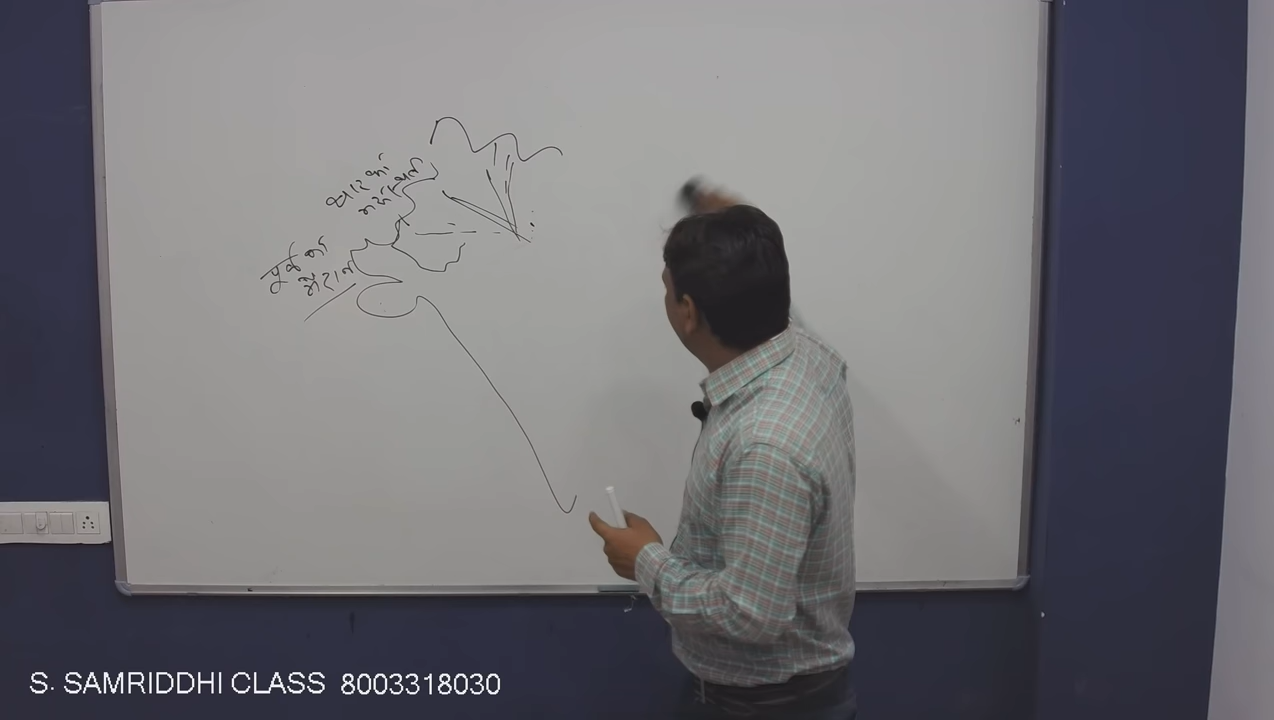 थार का
मरुस्थल
पूर्व का
मैदान
S. SAMRIDDHI CLASS 8003318030